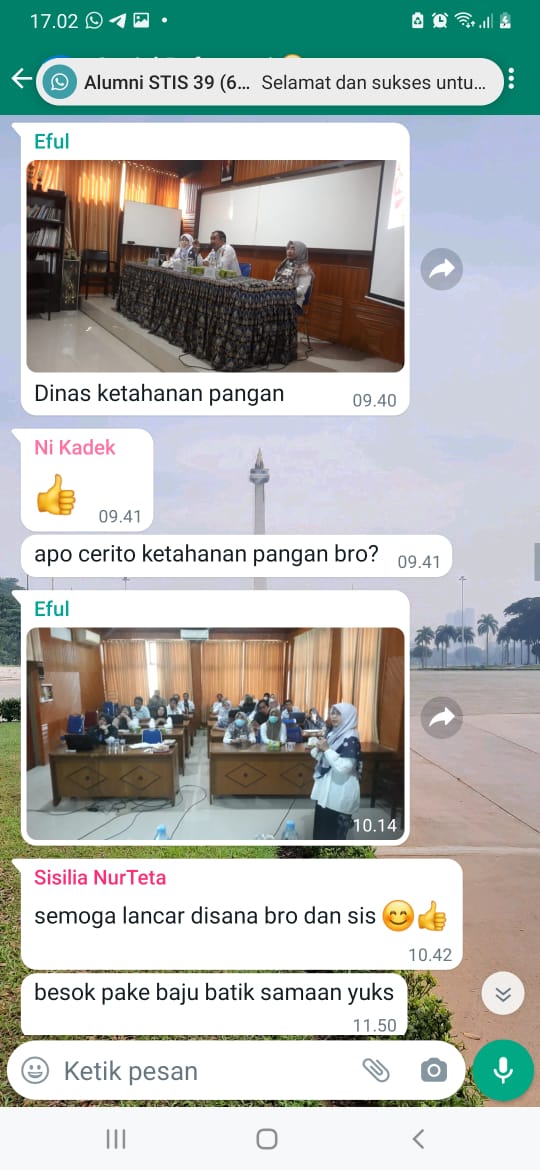 17.02
Alumni STIS 39 (6... Selamat dan sukses untu...
Eful
Dinas ketahanan pangan
09.40
Ni Kadek
👍
09.41
apo cerito ketahanan pangan bro?
09.41
Eful
10.14
Sisilia NurTeta
semoga lancar disana bro dan sis 😊👍
10.42
besok pake baju batik samaan yuks
11.50
Ketik pesan